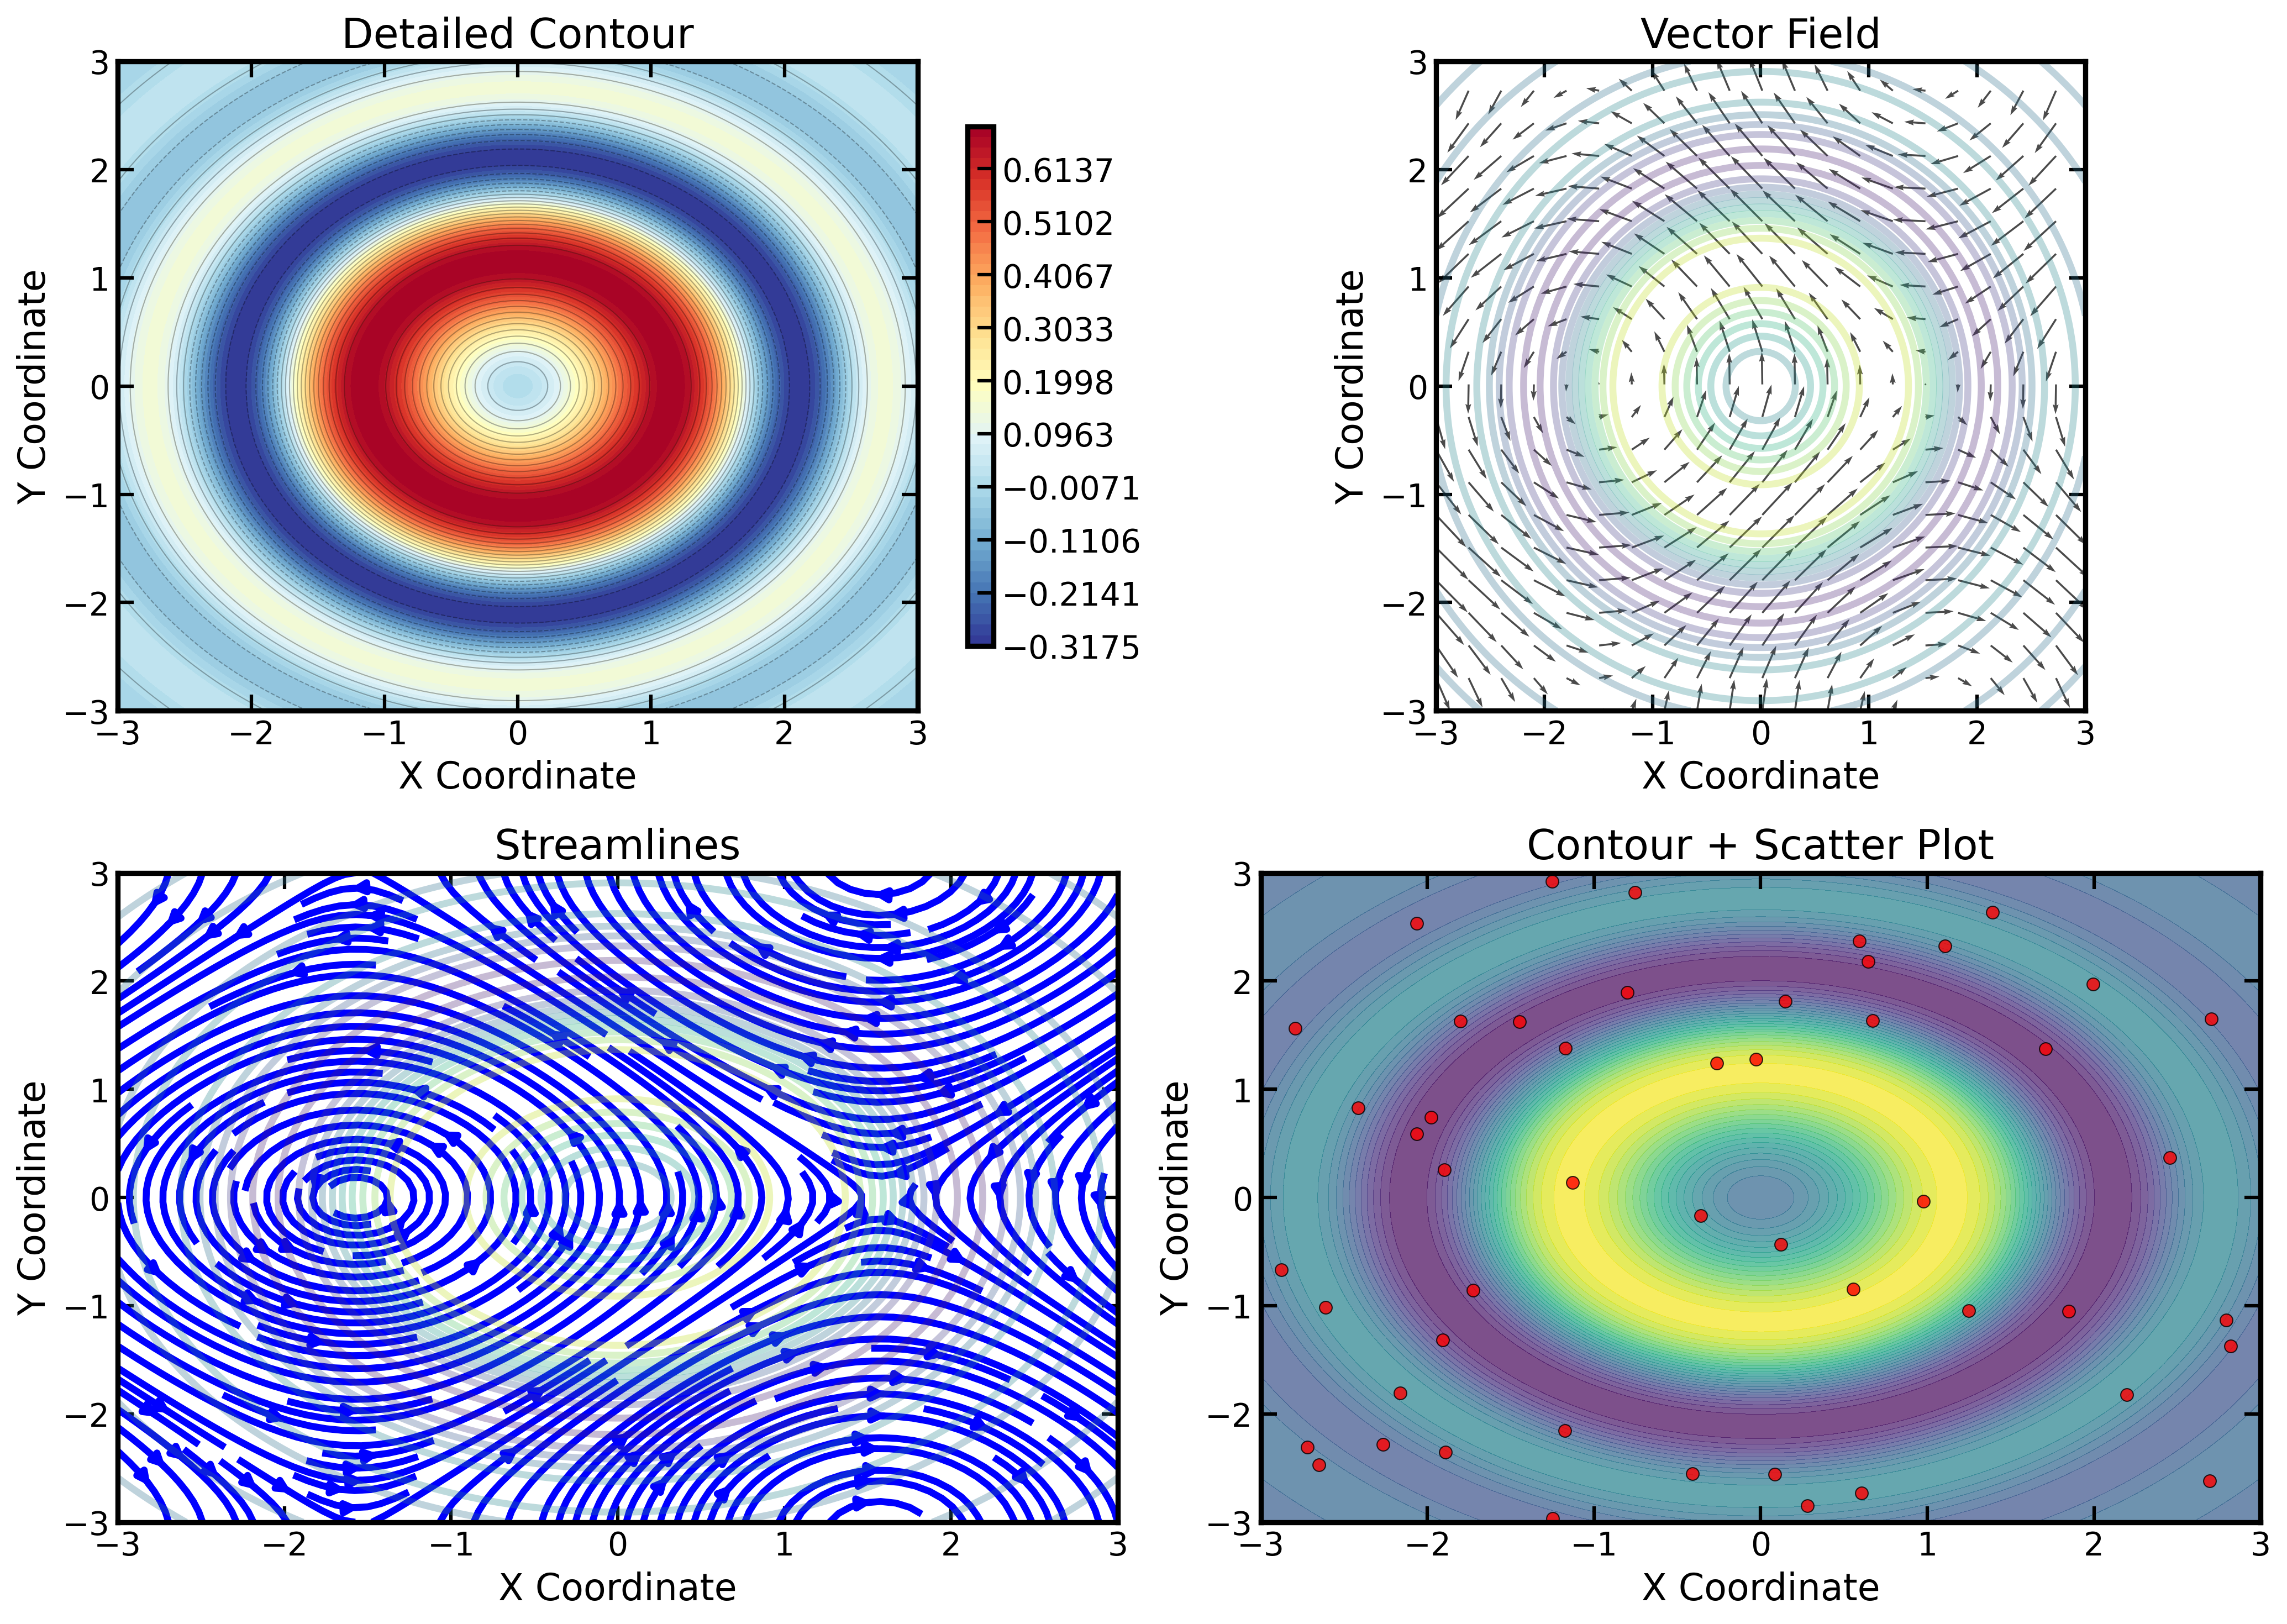 Detailed Contour
3
2
1
0
−1
−2
−3
Y Coordinate
−3 −2 −1 0 1 2 3
X Coordinate
0.6137
0.5102
0.4067
0.3033
0.1998
0.0963
−0.0071
−0.1106
−0.2141
−0.3175
Vector Field
3
2
1
0
−1
−2
−3
Y Coordinate
−3 −2 −1 0 1 2 3
X Coordinate
Streamlines
3
2
1
0
−1
−2
−3
Y Coordinate
−3 −2 −1 0 1 2 3
X Coordinate
Contour + Scatter Plot
3
2
1
0
−1
−2
−3
Y Coordinate
−3 −2 −1 0 1 2 3
X Coordinate